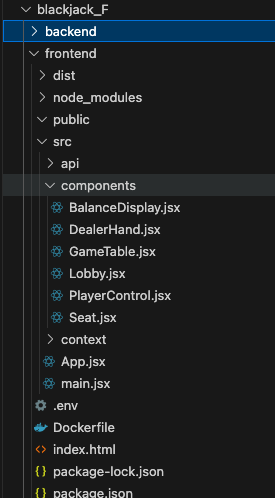 blackjack_F
backend
frontend
dist
node_modules
public
src
api
components
BalanceDisplay.jsx
DealerHand.jsx
GameTable.jsx
Lobby.jsx
PlayerControl.jsx
Seat.jsx
context
App.jsx
main.jsx
.env
Dockerfile
index.html
{ } package-lock.json
{ } package.json